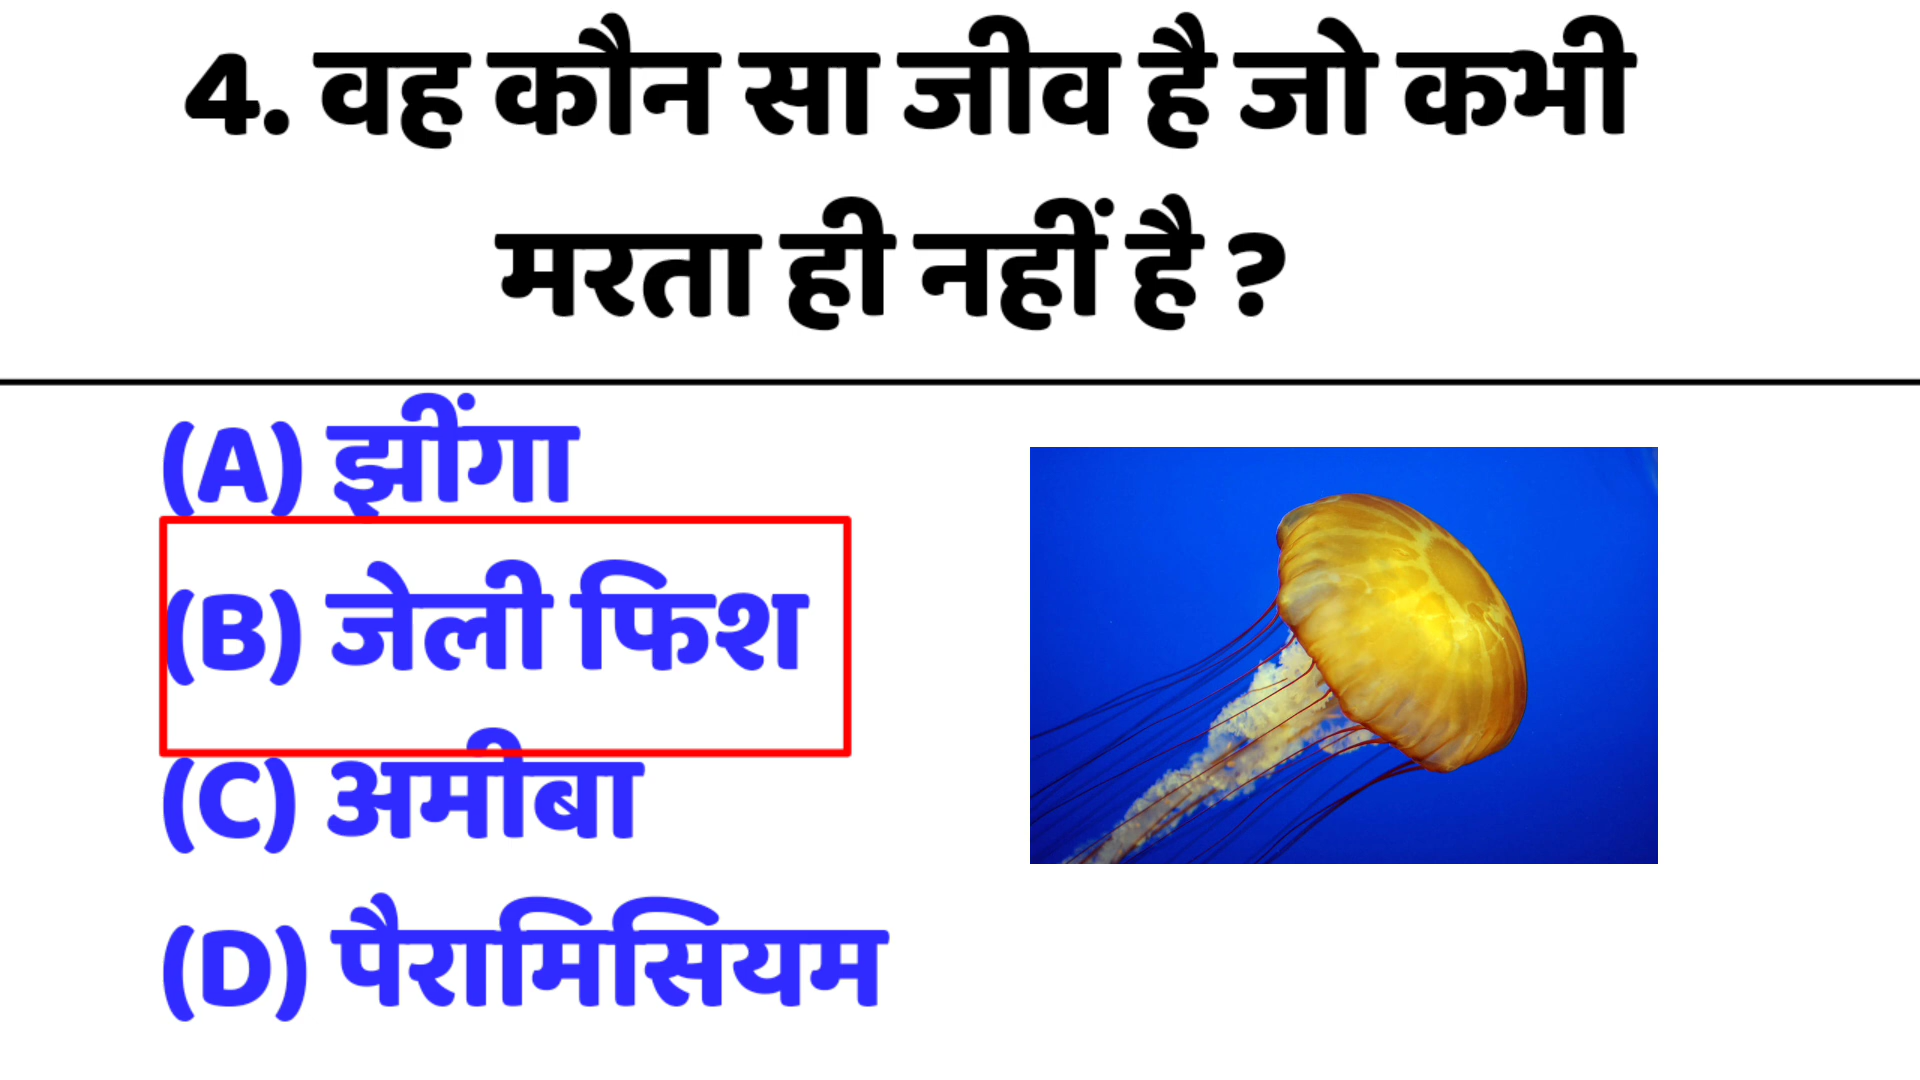 4. वह कौन सा जीव है जो कभी
मरता ही नहीं है ?
(A) झींगा
(B) जेली फिश
(C) अमीबा
(D) पैरामिसियम